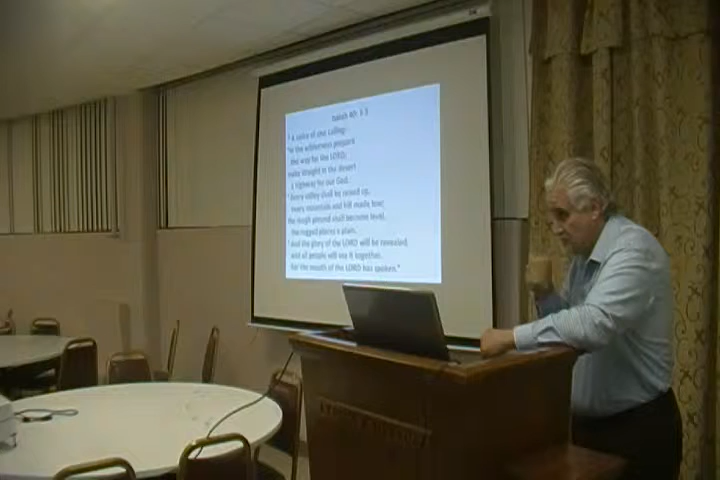 Isaiah 40: 3-5
3 A voice of one calling:
"In the wilderness prepare
the way for the LORD;
make straight in the desert
a highway for our God.
4 Every valley shall be raised up,
every mountain and hill made low;
the rough ground shall become level,
the rugged places a plain.
5 And the glory of the LORD will be revealed,
and all people will see it together.
For the mouth of the LORD has spoken."